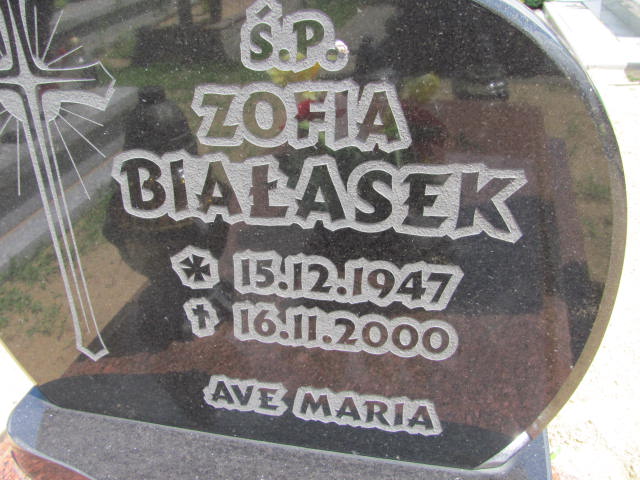 Ś.P.
ZOFIA
BIAŁASEK
* 15.12.1947
✝ 16.11.2000
AVE MARIA